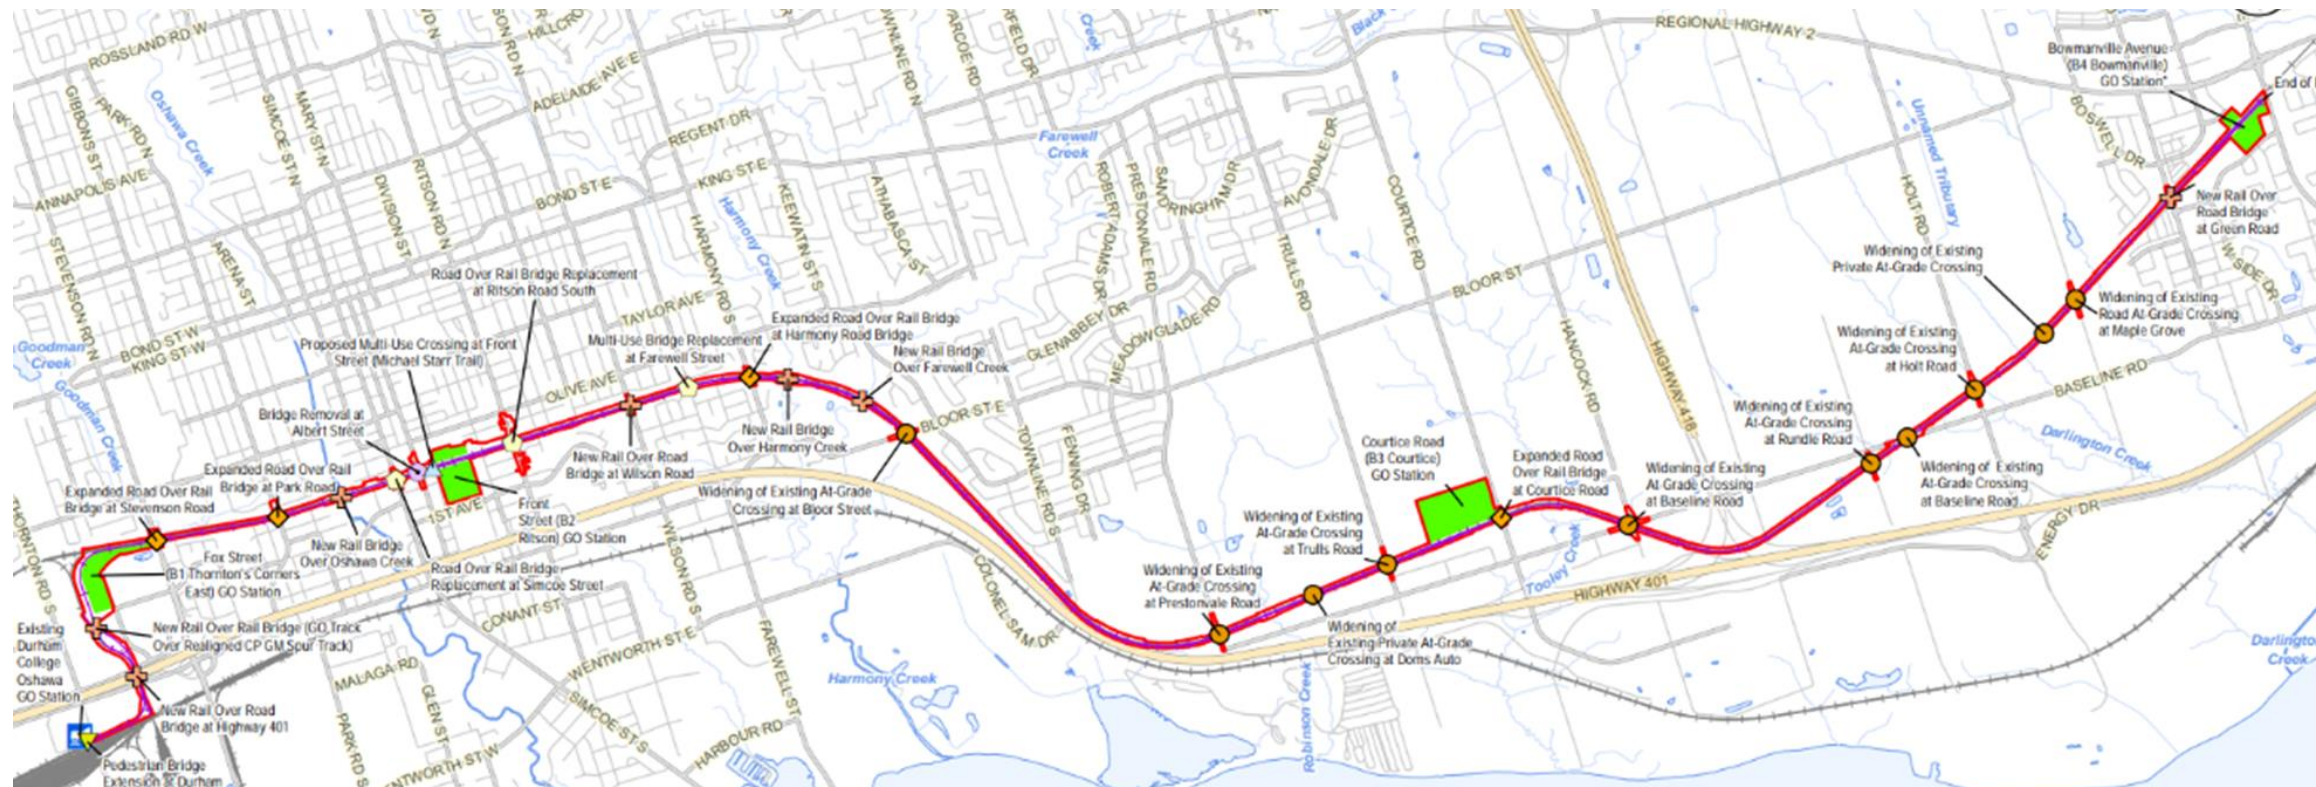 REGIONAL HIGHWAY 2
ROSSLAND RD W
ADELAIDE AVE E
GIBBONS ST
PARK RD N
Oshawa Creek
SIMCOE ST N
MARY ST N
ANNAPOLIS AVE
DIVISION ST
RITSON RD N
REGENT DR
BOND ST E
KING ST E
Farewell
Creek
Creek
ROBERT ADAMS DR
PRESTONVALE RD
SANDRINGHAM DR
AVONDALE DR
COURTICE RD
TRULLS RD
HOLT RD
Unnamed Tributary
BOSWELL DR
Bowmanville Avenue
(B4 Bowmanville)
GO Station*
End of
New Rail Over
Road Bridge
at Green Road
STEVENSON RD N
ARENA ST
HARMONY RD S
Harmony Creek
KEEWATIN ST S
ATHABASCA ST
Road Over Rail Bridge Replacement
at Ritson Road South
TAYLOR AVE
BLOOR ST
Widening of Existing
Private At-Grade Crossing
Widening of Existing
Road At-Grade Crossing
at Maple Grove
Goodman
Creek
Goodman Creek
BOND ST W
KING ST W
Proposed Multi-Use Crossing at Front
Street (Michael Starr Trail)
Multi-Use Bridge Replacement
at Farewell Street
Expanded Road Over Rail Bridge
at Harmony Road Bridge
New Rail Bridge
Over Farewell Creek
GLENABBEY DR
MEADOWGLADE RD
HANCOCK RD
HIGHWAY 418
Widening of Existing
At-Grade Crossing
at Holt Road
BASELINE RD
OLIVE AVE
Bridge Removal at
Albert Street
New Rail Over Road
Bridge at Wilson Road
New Rail Bridge
Over Harmony Creek
BLOOR ST E
TOWNLINE RD S
FENNING DR
Widening of Existing
At-Grade Crossing
at Rundle Road
Darlington Creek
Expanded Road Over Rail
Bridge at Park Road
Expanded Road Over Rail
Bridge at Stevenson Road
1ST AVE
Front
Street (B2
Ritson) GO Station
Widening of Existing At-Grade
Crossing at Bloor Street
Courtice Road
(B3 Courtice)
GO Station
Expanded Road
Over Rail Bridge
at Courtice Road
Widening of Existing
At-Grade Crossing
at Baseline Road
Widening of Existing
At-Grade Crossing
at Baseline Road
THORNTON RD S
Fox Street
(B1 Thornton's Corners
East) GO Station
New Rail Bridge
Over Oshawa Creek
Road Over Rail Bridge
Replacement at Simcoe Street
WILSON RD S
COLONEL SAM DR
Widening of Existing
At-Grade Crossing
at Trulls Road
Widening of Existing
At-Grade Crossing
at Prestonvale Road
Tooley Creek
HIGHWAY 401
ENERGY DR
Existing
Durham
College
Oshawa
GO Station
New Rail Over Rail Bridge (GO Track
Over Realigned CP GM Spur Track)
CONANT ST
WENTWORTH ST E
FAREWELL ST
Widening of
Existing Private At-Grade
Crossing at Doms Auto
MALAGA RD
GLEN ST
SIMCOE ST S
Harmony Creek
Robinson Creek
New Rail Over Road
Bridge at Highway 401
PARK RD S
HARBOUR RD
Pedestrian Bridge
Extension at Durham